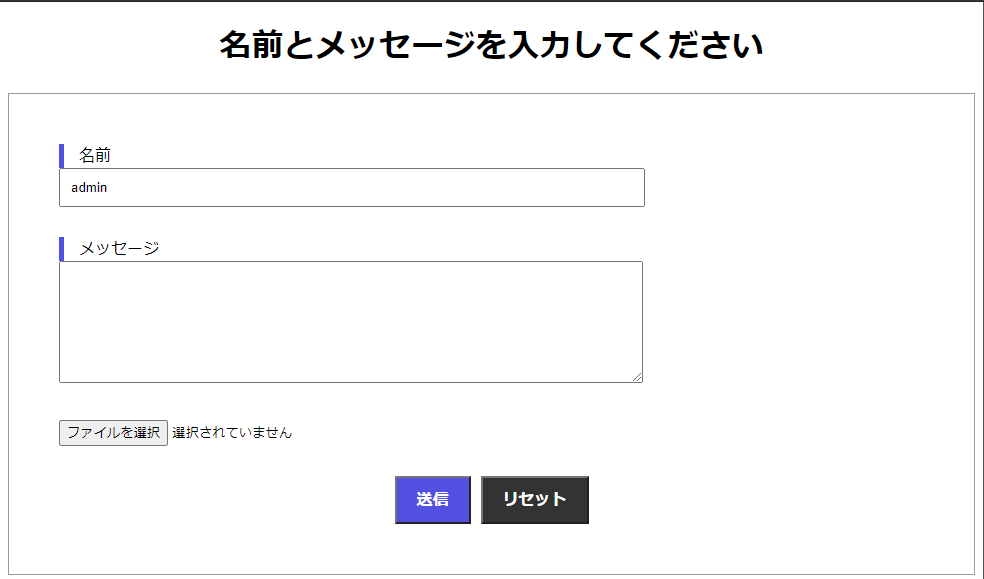 名前とメッセージを入力してください
名前
admin
メッセージ
ファイルを選択 選択されていません
送信 リセット